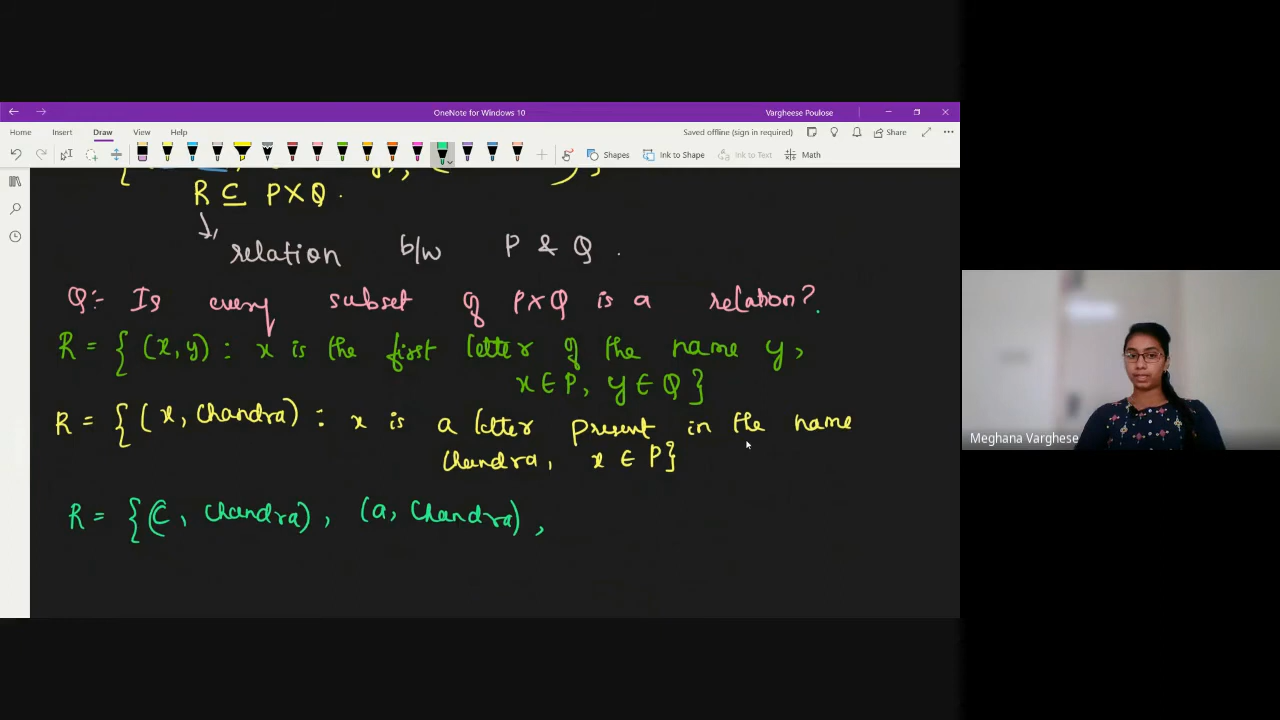 OneNote for Windows 10
Vargheese Poulose
Home Insert Draw View Help
Saved offline (sign in required)
Share
Shapes
Ink to Shape
Ink to Text
Math
R ⊆ P×Q.
relation b/w P & Q.
Q:- Is every subset of P×Q is a relation?
R = {(x,y): x is the first letter of the name y,
x ∈ P, y ∈ Q}
R = {(x, Chandra): x is a letter present in the name
Chandra, x ∈ P}
R = {(C, Chandra), (a, Chandra),
Meghana Varghese